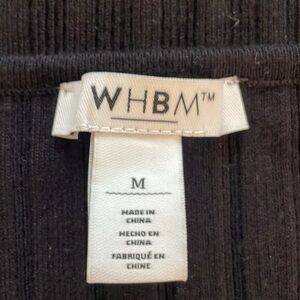 WHBM™
M
MADE IN
CHINA
HECHO EN
CHINA
FABRIQUÉ EN
CHINE